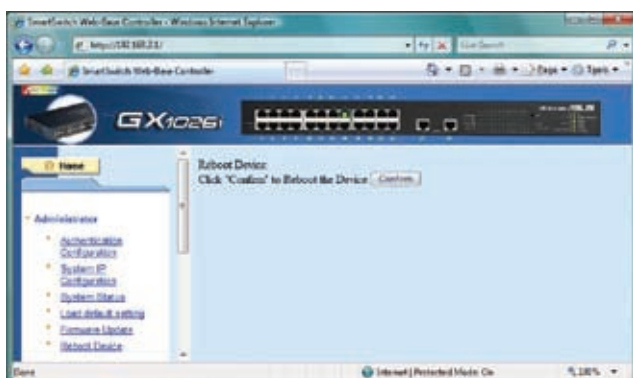 SmartSwitch Web-Base Controller - Windows Internet Explorer
http://192.168.2.1/
Live Search
SmartSwitch Web-Base Controller
Page
Tools
GX1026i
Home
Reboot Device
Click "Confirm" to Reboot the Device
Confirm
Administrator
Authentication
Configuration
System IP
Configuration
System Status
Load default setting
Firmware Update
Reboot Device
Done
Internet | Protected Mode: On
100%